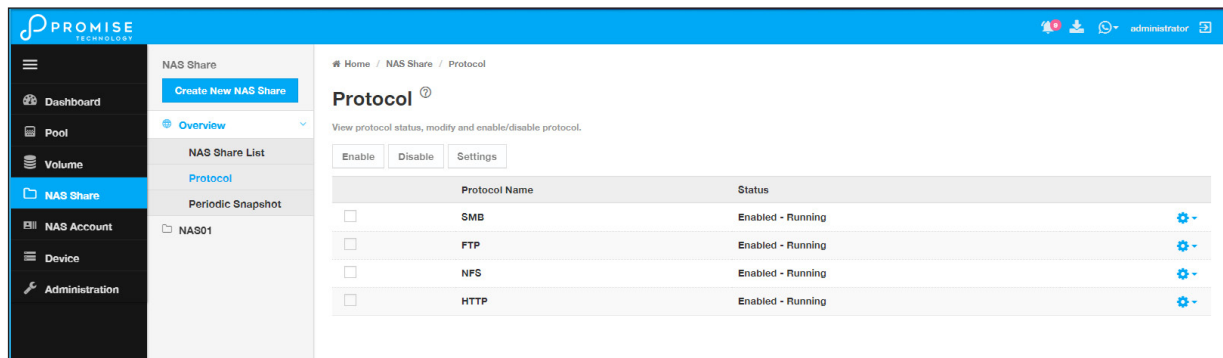 PROMISE
TECHNOLOGY
0
administrator
Dashboard
Pool
Volume
NAS Share
NAS Account
Device
Administration
NAS Share
Create New NAS Share
Overview
NAS Share List
Protocol
Periodic Snapshot
NAS01
Home / NAS Share / Protocol
Protocol
View protocol status, modify and enable/disable protocol.
Enable Disable Settings
Protocol Name Status
SMB Enabled - Running
FTP Enabled - Running
NFS Enabled - Running
HTTP Enabled - Running